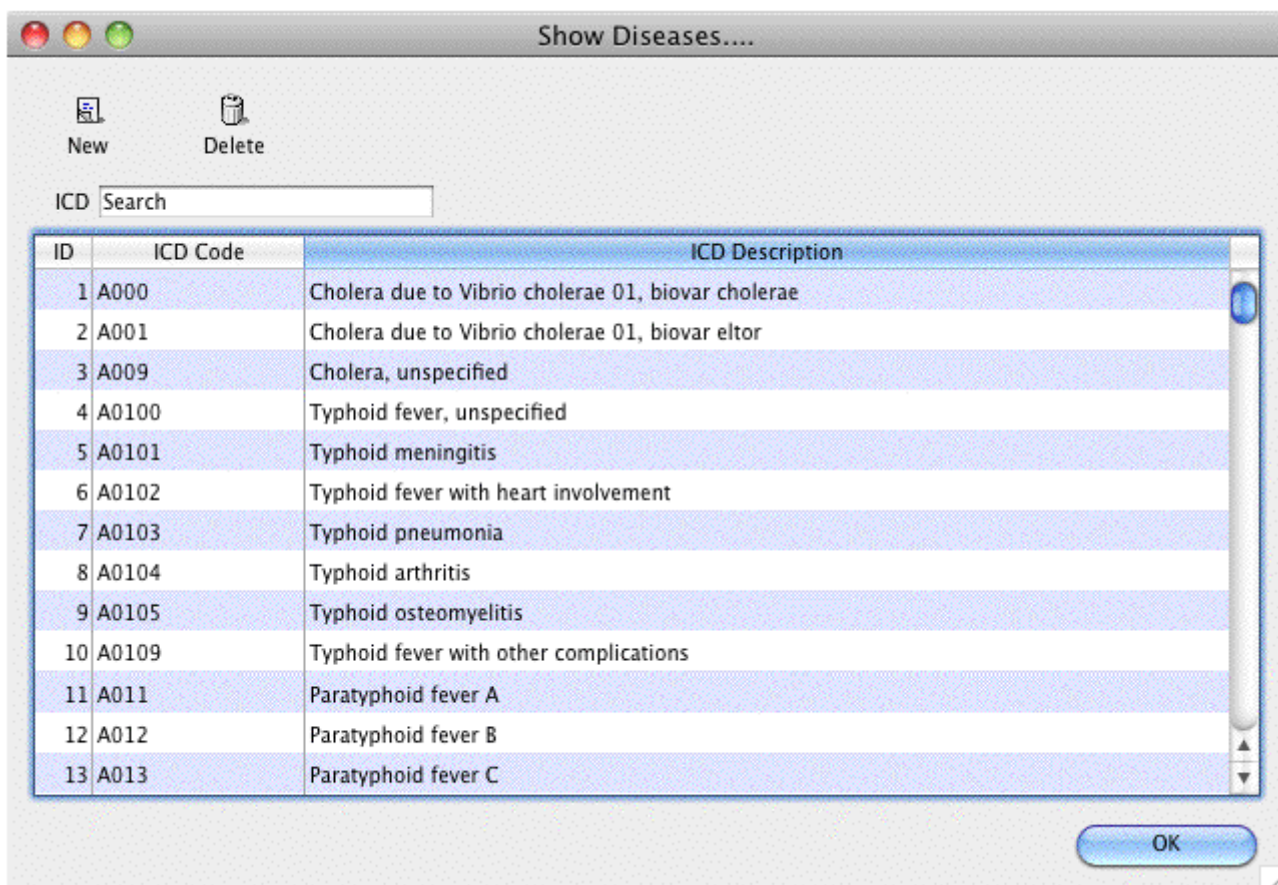 Show Diseases....
New Delete
ICD Search
ID ICD Code ICD Description
1 A000 Cholera due to Vibrio cholerae 01, biovar cholerae
2 A001 Cholera due to Vibrio cholerae 01, biovar eltor
3 A009 Cholera, unspecified
4 A0100 Typhoid fever, unspecified
5 A0101 Typhoid meningitis
6 A0102 Typhoid fever with heart involvement
7 A0103 Typhoid pneumonia
8 A0104 Typhoid arthritis
9 A0105 Typhoid osteomyelitis
10 A0109 Typhoid fever with other complications
11 A011 Paratyphoid fever A
12 A012 Paratyphoid fever B
13 A013 Paratyphoid fever C
OK